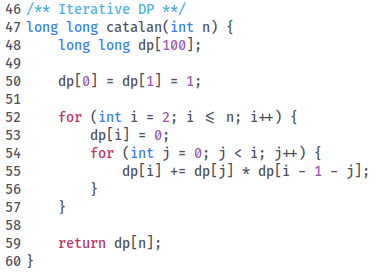 46 /** Iterative DP **/
47 long long catalan(int n) {
48     long long dp[100];
49
50     dp[0] = dp[1] = 1;
51
52     for (int i = 2; i <= n; i++) {
53         dp[i] = 0;
54         for (int j = 0; j < i; j++) {
55             dp[i] += dp[j] * dp[i - 1 - j];
56         }
57     }
58
59     return dp[n];
60 }